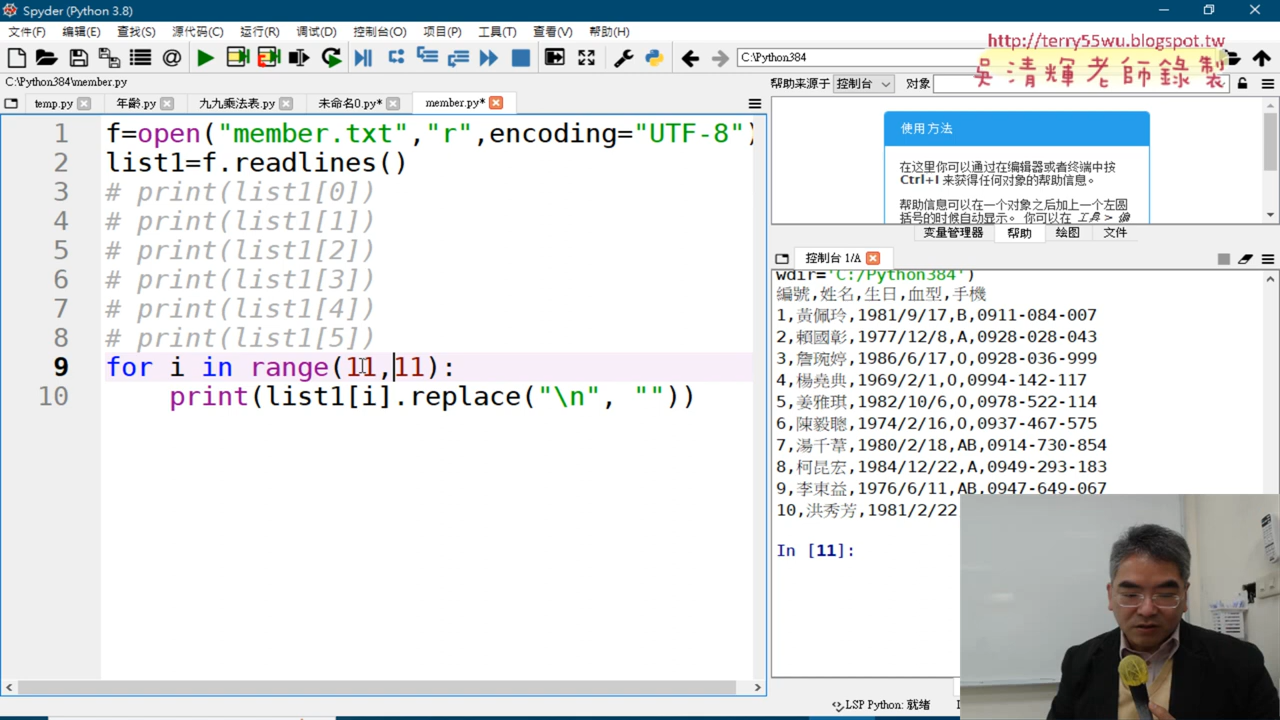 Spyder (Python 3.8)
文件(F) 编辑(E) 查找(S) 源代码(C) 运行(R) 调试(D) 控制台(O) 项目(P) 工具(T) 查看(V) 帮助(H)
http://terry55wu.blogspot.tw
吳清輝老師錄製
C:\Python384
C:\Python384\member.py
帮助来源于 控制台 对象
temp.py 年齡.py 九九乘法表.py 未命名0.py* member.py*
1 f=open("member.txt","r",encoding="UTF-8")
2 list1=f.readlines()
3 # print(list1[0])
4 # print(list1[1])
5 # print(list1[2])
6 # print(list1[3])
7 # print(list1[4])
8 # print(list1[5])
9 for i in range(11,11):
10 print(list1[i].replace("\n", ""))
使用方法
在这里你可以通过在编辑器或者终端中按
Ctrl+I 来获得任何对象的帮助信息。
帮助信息可以在一个对象之后加上一个左圆
括号的时候自动显示。 你可以在 工具 > 偏
变量管理器 帮助 绘图 文件
控制台 1/A
wdir='C:/Python384')
編號,姓名,生日,血型,手機
1,黃佩玲,1981/9/17,B,0911-084-007
2,賴國彰,1977/12/8,A,0928-028-043
3,詹琬婷,1986/6/17,O,0928-036-999
4,楊堯典,1969/2/1,O,0994-142-117
5,姜雅琪,1982/10/6,O,0978-522-114
6,陳毅聰,1974/2/16,O,0937-467-575
7,湯千葦,1980/2/18,AB,0914-730-854
8,柯昆宏,1984/12/22,A,0949-293-183
9,李東益,1976/6/11,AB,0947-649-067
10,洪秀芳,1981/2/22
In [11]:
LSP Python: 就绪